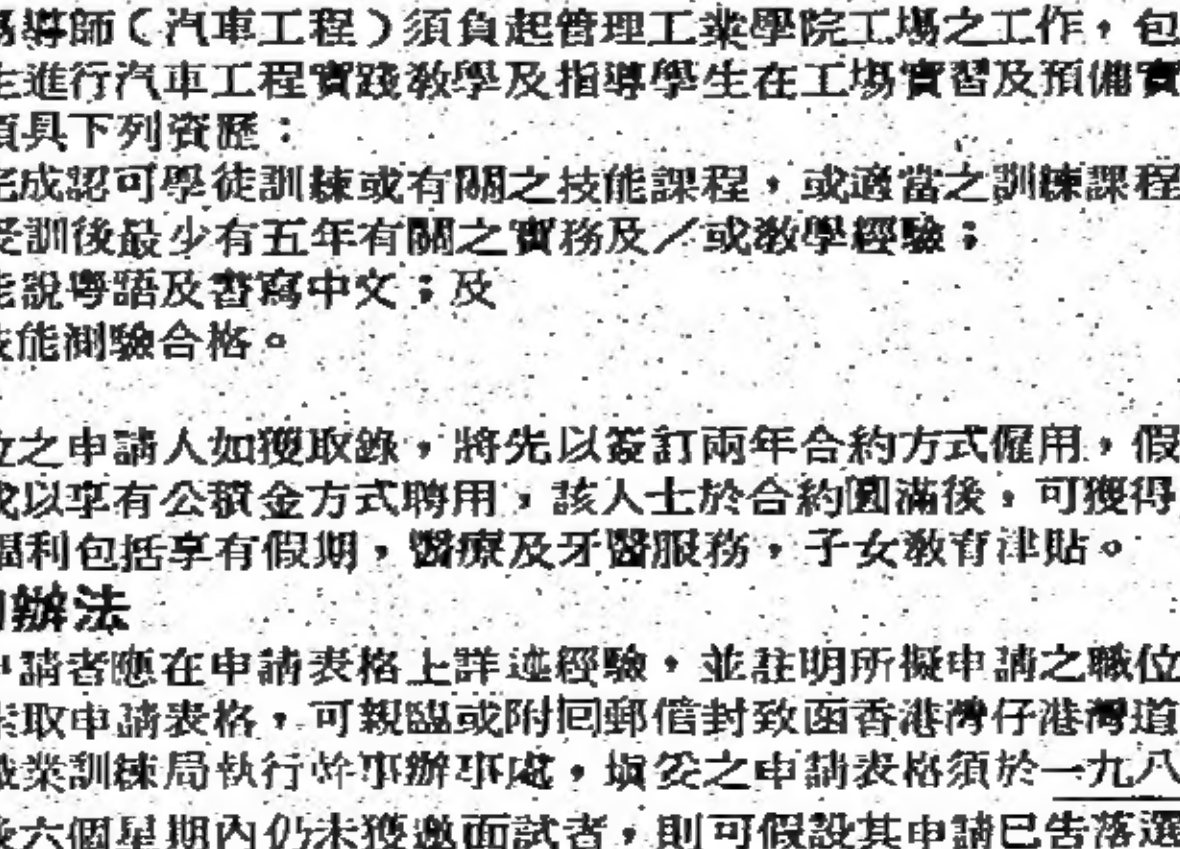 導師（汽車工程）須負起管理工業學院工場之工作，包
生進行汽車工程實踐教學及指導學生在工場實習及預備實
須具下列資歷：
完成認可學徒訓練或有關之技能課程，或適當之訓練課程
受訓後最少有五年有關之實務及／或教學經驗；
能說粵語及書寫中文；及
技能測驗合格。
位之申請人如獲取錄，將先以簽訂兩年合約方式僱用，假
或以享有公積金方式聘用，該人士於合約圓滿後，可獲得
福利包括享有假期，醫療及牙醫服務，子女教育津貼。
辦法
申請者應在申請表格上詳述經驗，並註明所擬申請之職位
索取申請表格，可親臨或附回郵信封致函香港灣仔港灣道
職業訓練局執行幹事辦事處，填妥之申請表格須於一九八
後六個星期內仍未獲邀面試者，則可假設其申請已告落選